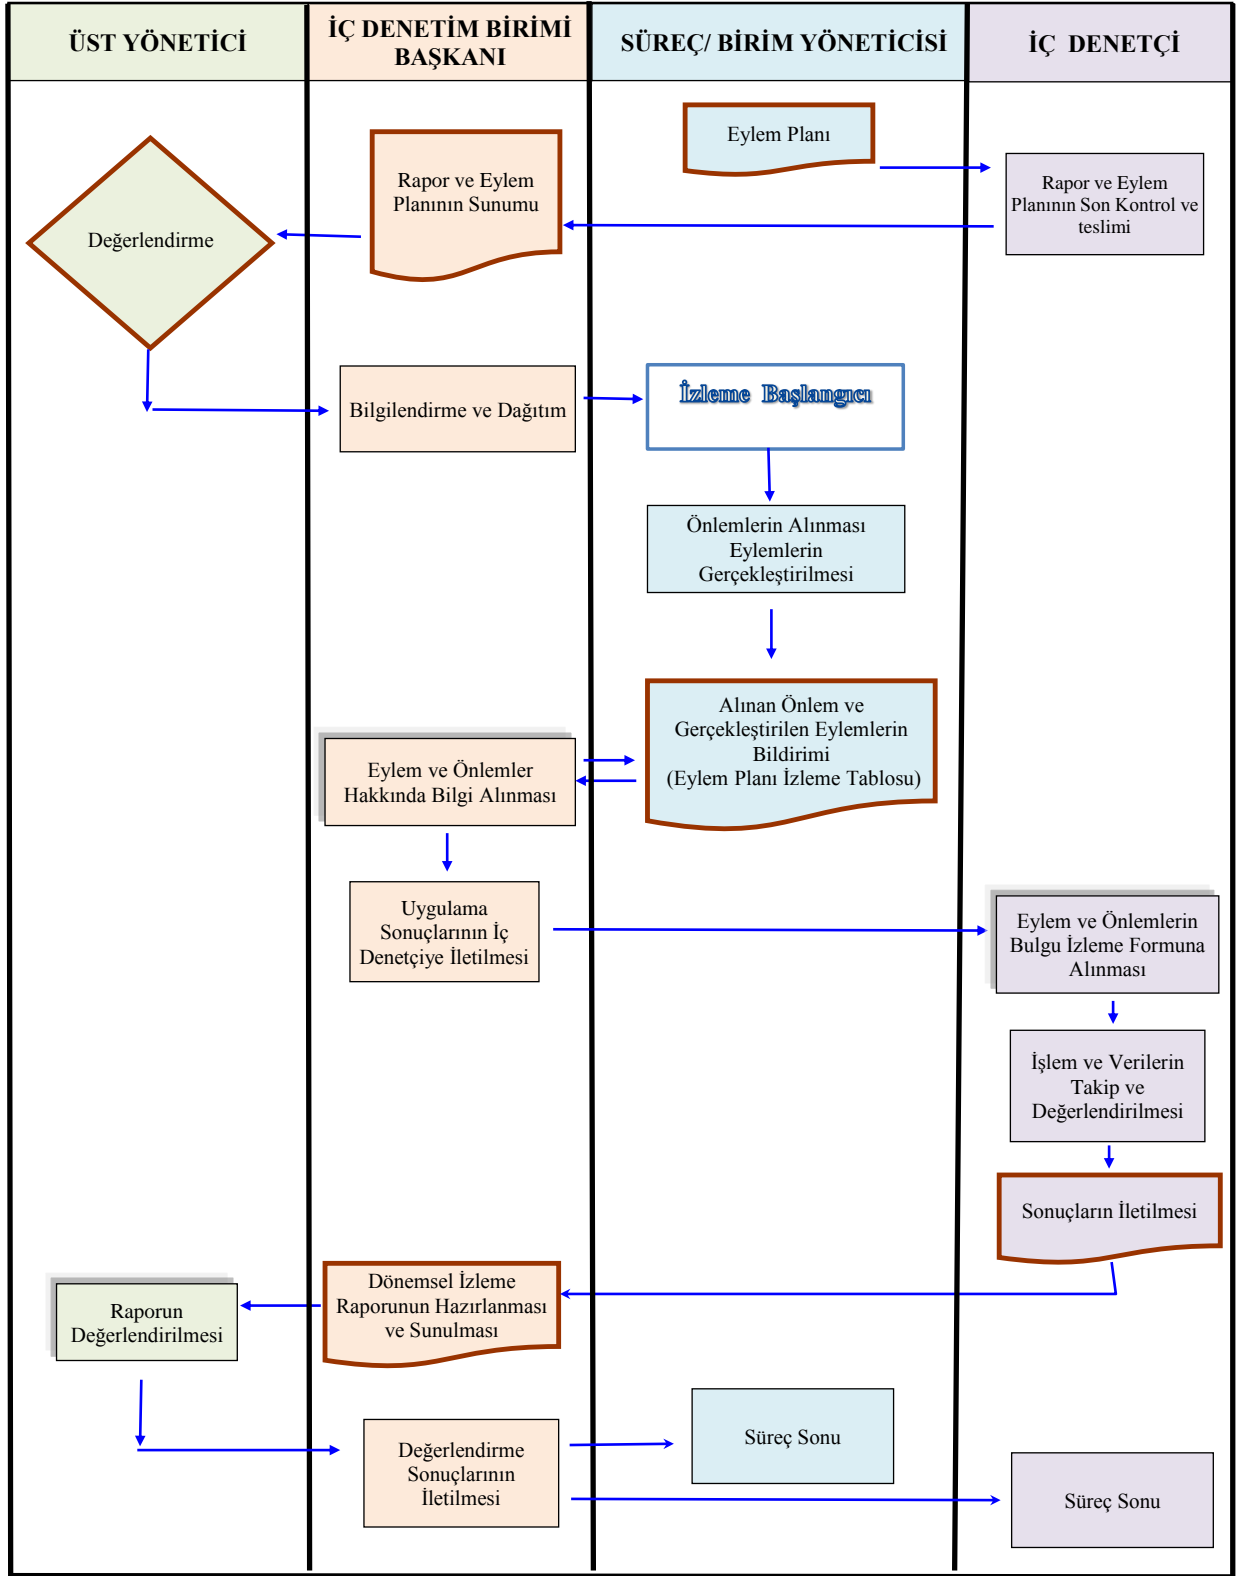 ÜST YÖNETİCİ
İÇ DENETİM BİRİMİ
BAŞKANI
SÜREÇ/ BİRİM YÖNETİCİSİ
İÇ DENETÇİ
Eylem Planı
Rapor ve Eylem
Planının Son Kontrol ve
teslimi
Rapor ve Eylem
Planının Sunumu
Değerlendirme
Bilgilendirme ve Dağıtım
İzleme Başlangıcı
Önlemlerin Alınması
Eylemlerin
Gerçekleştirilmesi
Alınan Önlem ve
Gerçekleştirilen Eylemlerin
Bildirimi
(Eylem Planı İzleme Tablosu)
Eylem ve Önlemler
Hakkında Bilgi Alınması
Uygulama
Sonuçlarının İç
Denetçiye İletilmesi
Eylem ve Önlemlerin
Bulgu İzleme Formuna
Alınması
İşlem ve Verilerin
Takip ve
Değerlendirilmesi
Sonuçların İletilmesi
Dönemsel İzleme
Raporunun Hazırlanması
ve Sunulması
Raporun
Değerlendirilmesi
Değerlendirme
Sonuçlarının
İletilmesi
Süreç Sonu
Süreç Sonu